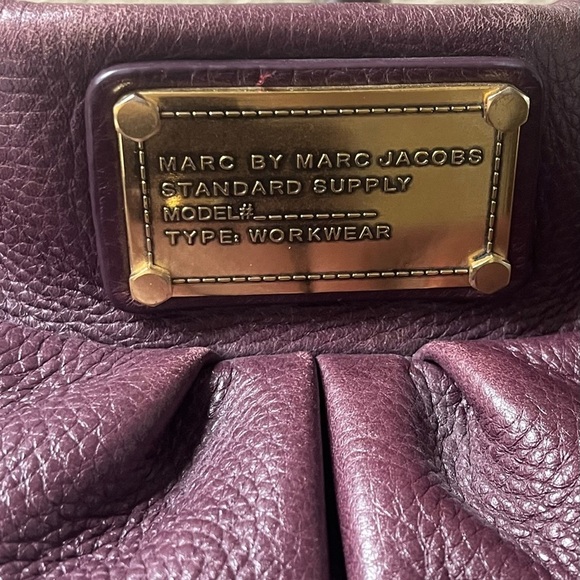 MARC BY MARC JACOBS
STANDARD SUPPLY
MODEL#_________
TYPE: WORKWEAR